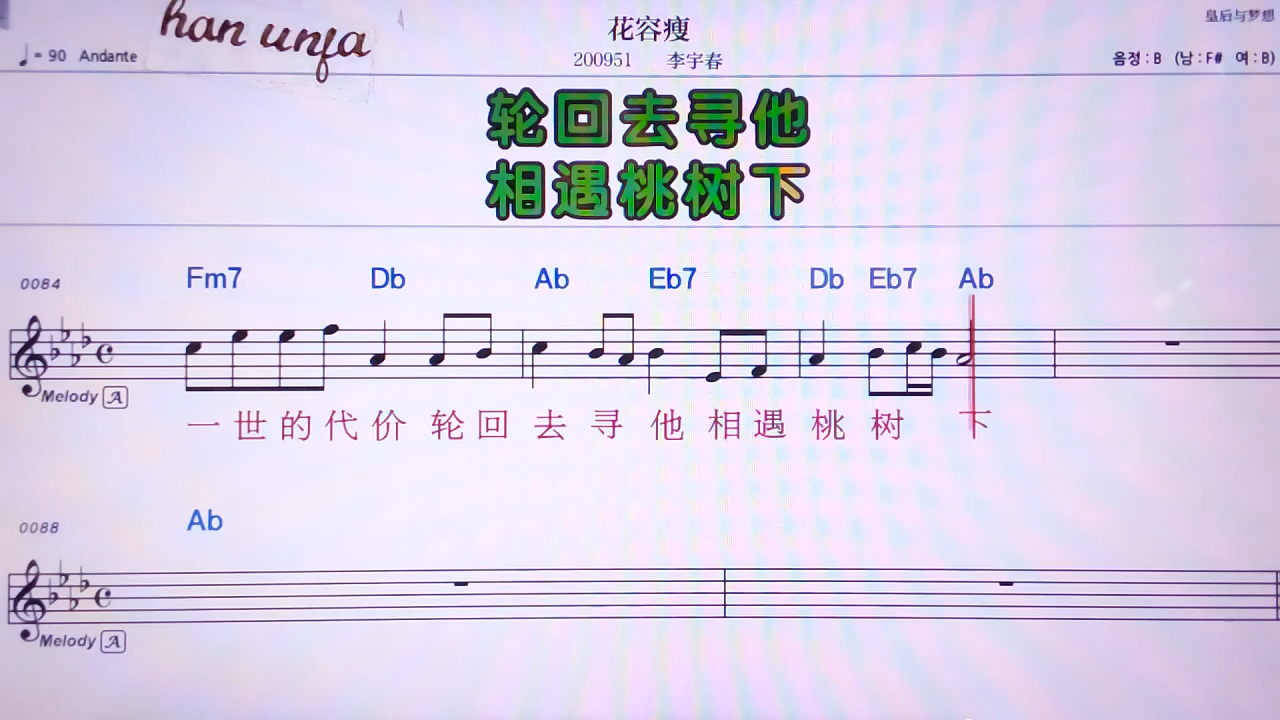 han unfa
花容瘦
皇后与梦想
♩= 90 Andante
200951 李宇春
음정 : B (남 : F# 여 : B)
轮回去寻他
相遇桃树下
0084 Fm7 Db Ab Eb7 Db Eb7 Ab
Melody A
一世的代价轮回去寻他相遇桃树下
0088 Ab
Melody A